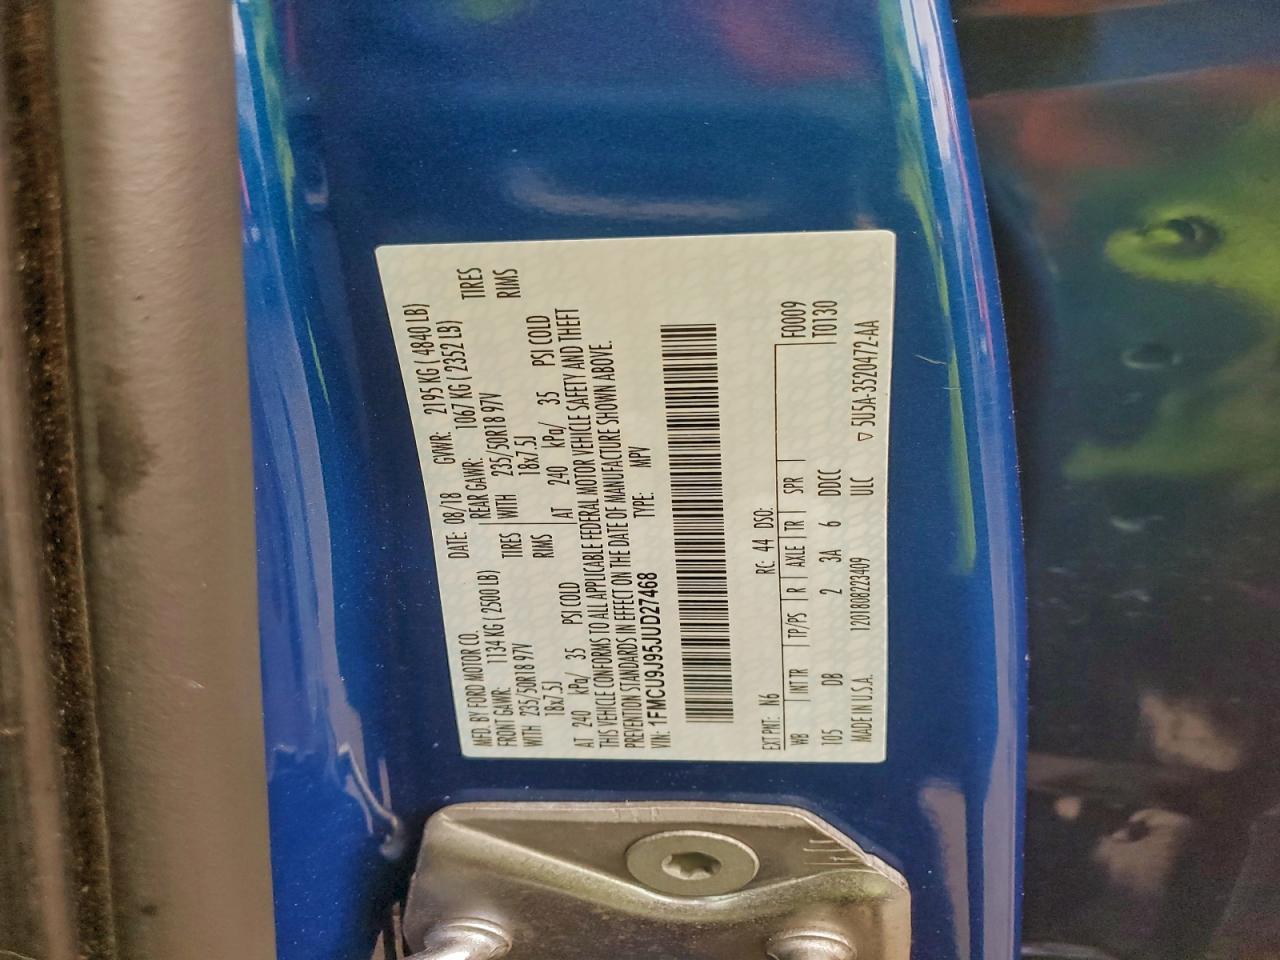 MFD. BY FORD MOTOR CO. DATE: 08/18 GVWR: 2195 KG ( 4840 LB)
FRONT GAWR: 1134 KG ( 2500 LB) REAR GAWR: 1067 KG ( 2352 LB)
WITH 235/50R18 97V TIRES WITH 235/50R18 97V TIRES
18x7.5J RIMS 18x7.5J RIMS
AT 240 kPa/ 35 PSI COLD AT 240 kPa/ 35 PSI COLD
THIS VEHICLE CONFORMS TO ALL APPLICABLE FEDERAL MOTOR VEHICLE SAFETY AND THEFT
PREVENTION STANDARDS IN EFFECT ON THE DATE OF MANUFACTURE SHOWN ABOVE.
VIN: 1FMCU9J95JUD27468 TYPE: MPV
EXT PNT: N6 RC: 44 DSO:
WB INT TR TP/PS R AXLE TR SPR F0009
105 DB 2 3A 6 DDCC T0130
MADE IN U.S.A. 1201808223409 ULC ▽ 5U5A-3520472-AA